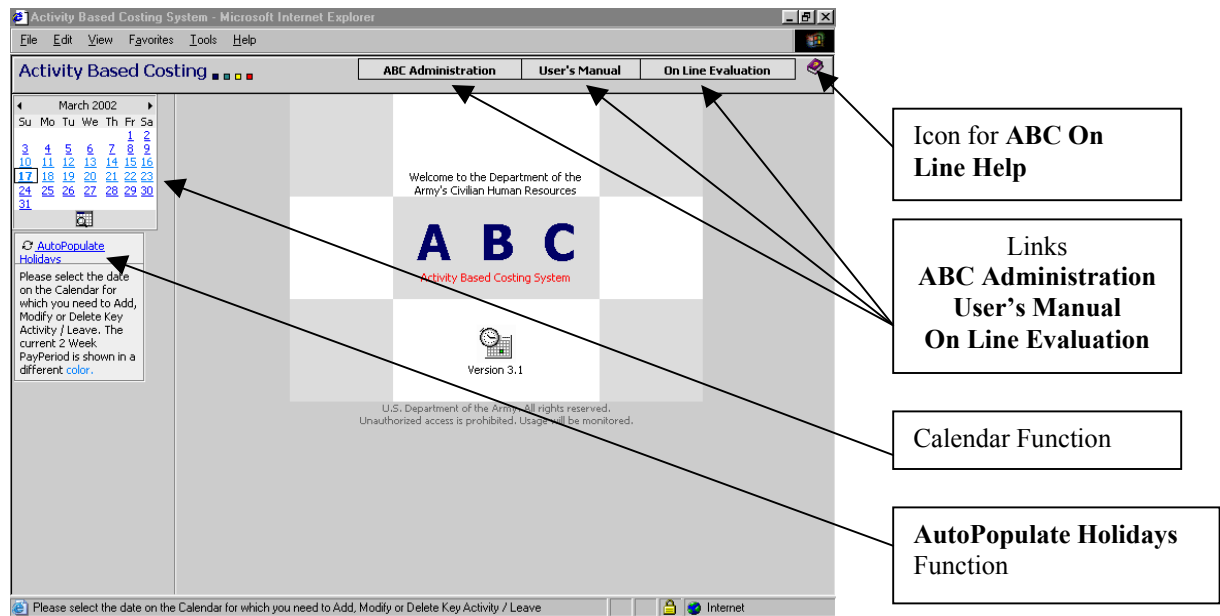 Activity Based Costing System - Microsoft Internet Explorer
File Edit View Favorites Tools Help
Activity Based Costing
ABC Administration User's Manual On Line Evaluation
March 2002
Su Mo Tu We Th Fr Sa
1 2
3 4 5 6 7 8 9
10 11 12 13 14 15 16
17 18 19 20 21 22 23
24 25 26 27 28 29 30
31
AutoPopulate
Holidays
Please select the date
on the Calendar for
which you need to Add,
Modify or Delete Key
Activity / Leave. The
current 2 Week
PayPeriod is shown in a
different color.
Welcome to the Department of the
Army's Civilian Human Resources
A B C
Activity Based Costing System
Version 3.1
U.S. Department of the Army. All rights reserved.
Unauthorized access is prohibited. Usage will be monitored.
Please select the date on the Calendar for which you need to Add, Modify or Delete Key Activity / Leave
Internet
Icon for ABC On
Line Help
Links
ABC Administration
User’s Manual
On Line Evaluation
Calendar Function
AutoPopulate Holidays
Function